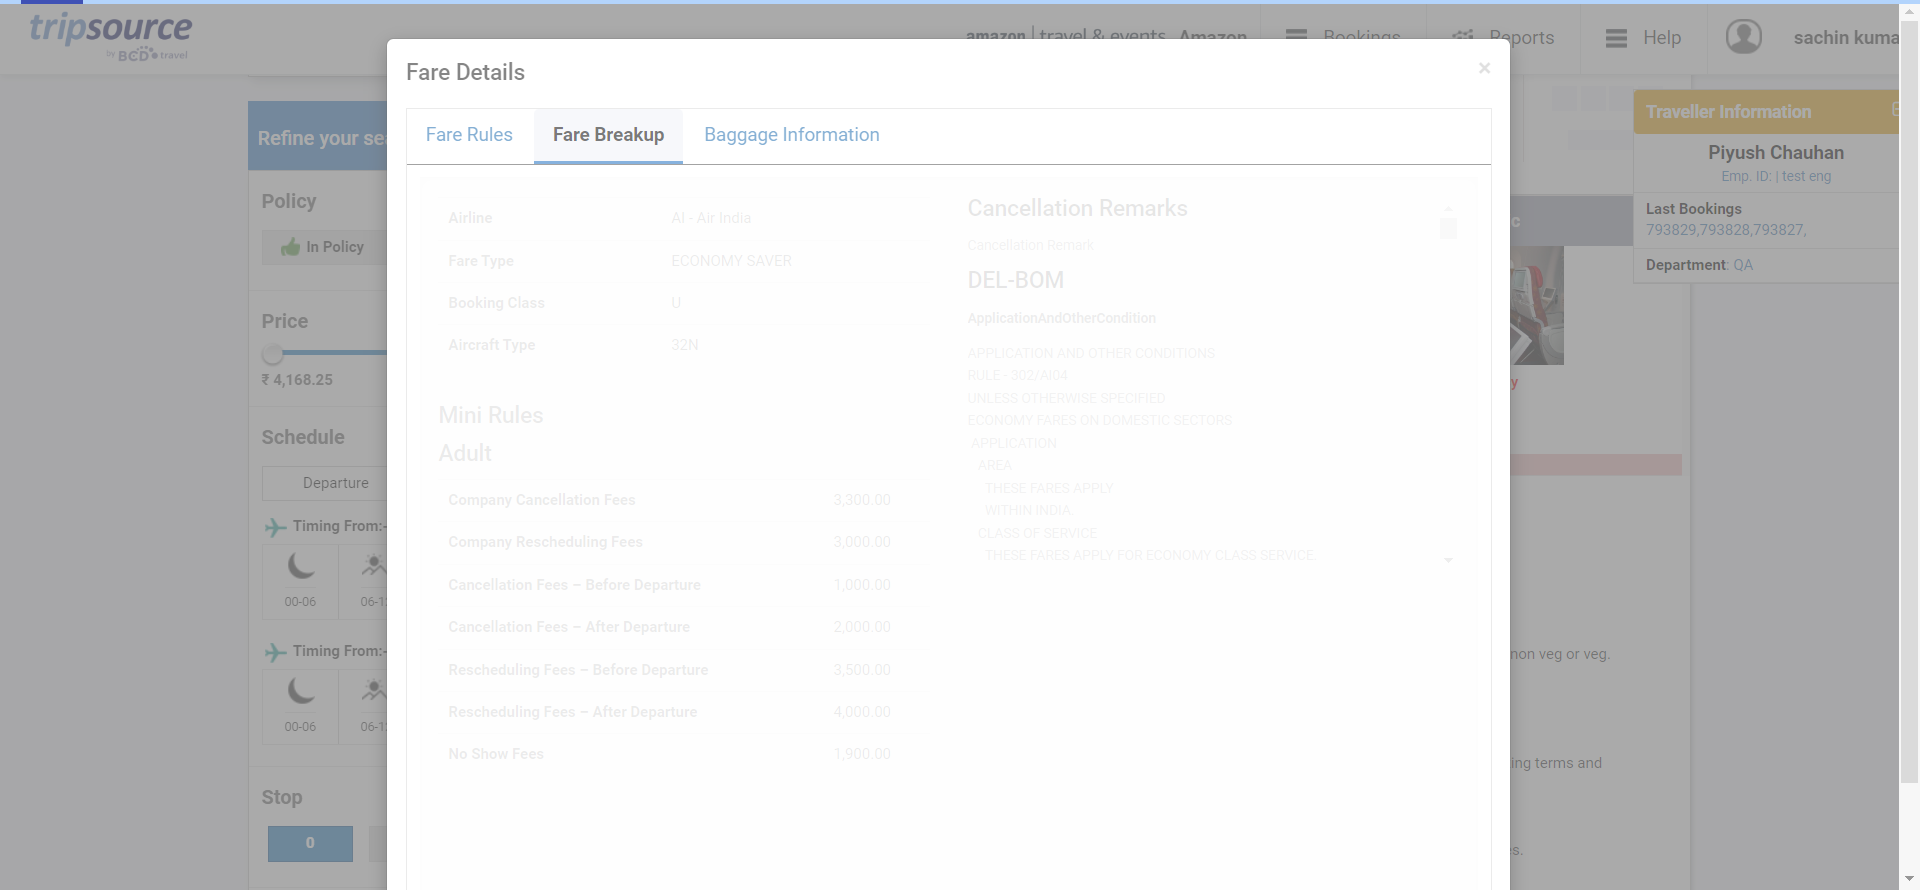 tripsource
by BCD travel
amazon | travel & events Amazon
Bookings
Reports
Help
sachin kuma
Fare Details
×
Fare Rules
Fare Breakup
Baggage Information
Airline AI - Air India
Fare Type ECONOMY SAVER
Booking Class U
Aircraft Type 32N
Mini Rules
Adult
Company Cancellation Fees 3,300.00
Company Rescheduling Fees 3,000.00
Cancellation Fees – Before Departure 1,000.00
Cancellation Fees – After Departure 2,000.00
Rescheduling Fees – Before Departure 3,500.00
Rescheduling Fees – After Departure 4,000.00
No Show Fees 1,900.00
Cancellation Remarks
Cancellation Remark
DEL-BOM
ApplicationAndOtherCondition
APPLICATION AND OTHER CONDITIONS
RULE - 302/AI04
UNLESS OTHERWISE SPECIFIED
ECONOMY FARES ON DOMESTIC SECTORS
APPLICATION
AREA
THESE FARES APPLY
WITHIN INDIA.
CLASS OF SERVICE
THESE FARES APPLY FOR ECONOMY CLASS SERVICE.
Refine your sea
Policy
In Policy
Price
₹ 4,168.25
Schedule
Departure
Timing From:-
00-06
06-1
Timing From:-
00-06
06-1
Stop
0
Traveller Information
Piyush Chauhan
Emp. ID: | test eng
Last Bookings
793829,793828,793827,
Department: QA
c
y
non veg or veg.
ing terms and
s.